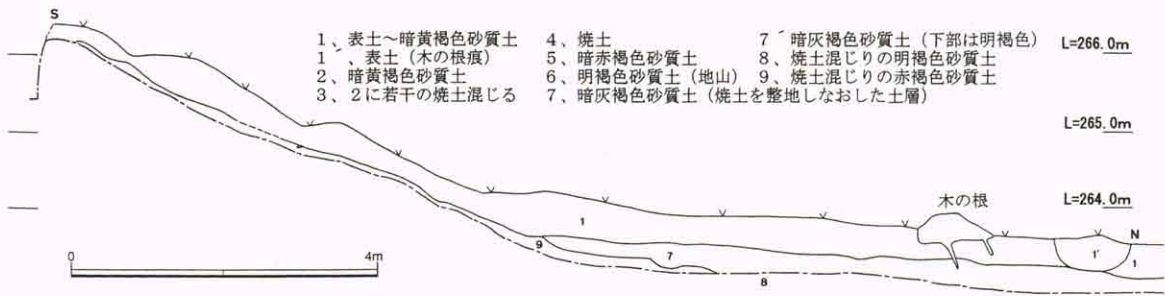 S
1、表土～暗黄褐色砂質土 4、焼土 7´暗灰褐色砂質土（下部は明褐色） L=266.0m
1´、表土（木の根痕） 5、暗赤褐色砂質土 8、焼土混じりの明褐色砂質土
2、暗黄褐色砂質土 6、明褐色砂質土（地山） 9、焼土混じりの赤褐色砂質土
3、2に若干の焼土混じる 7、暗灰褐色砂質土（焼土を整地しなおした土層）
L=265.0m
L=264.0m
木の根
N
1
1´
1
9
7
8
0 4m